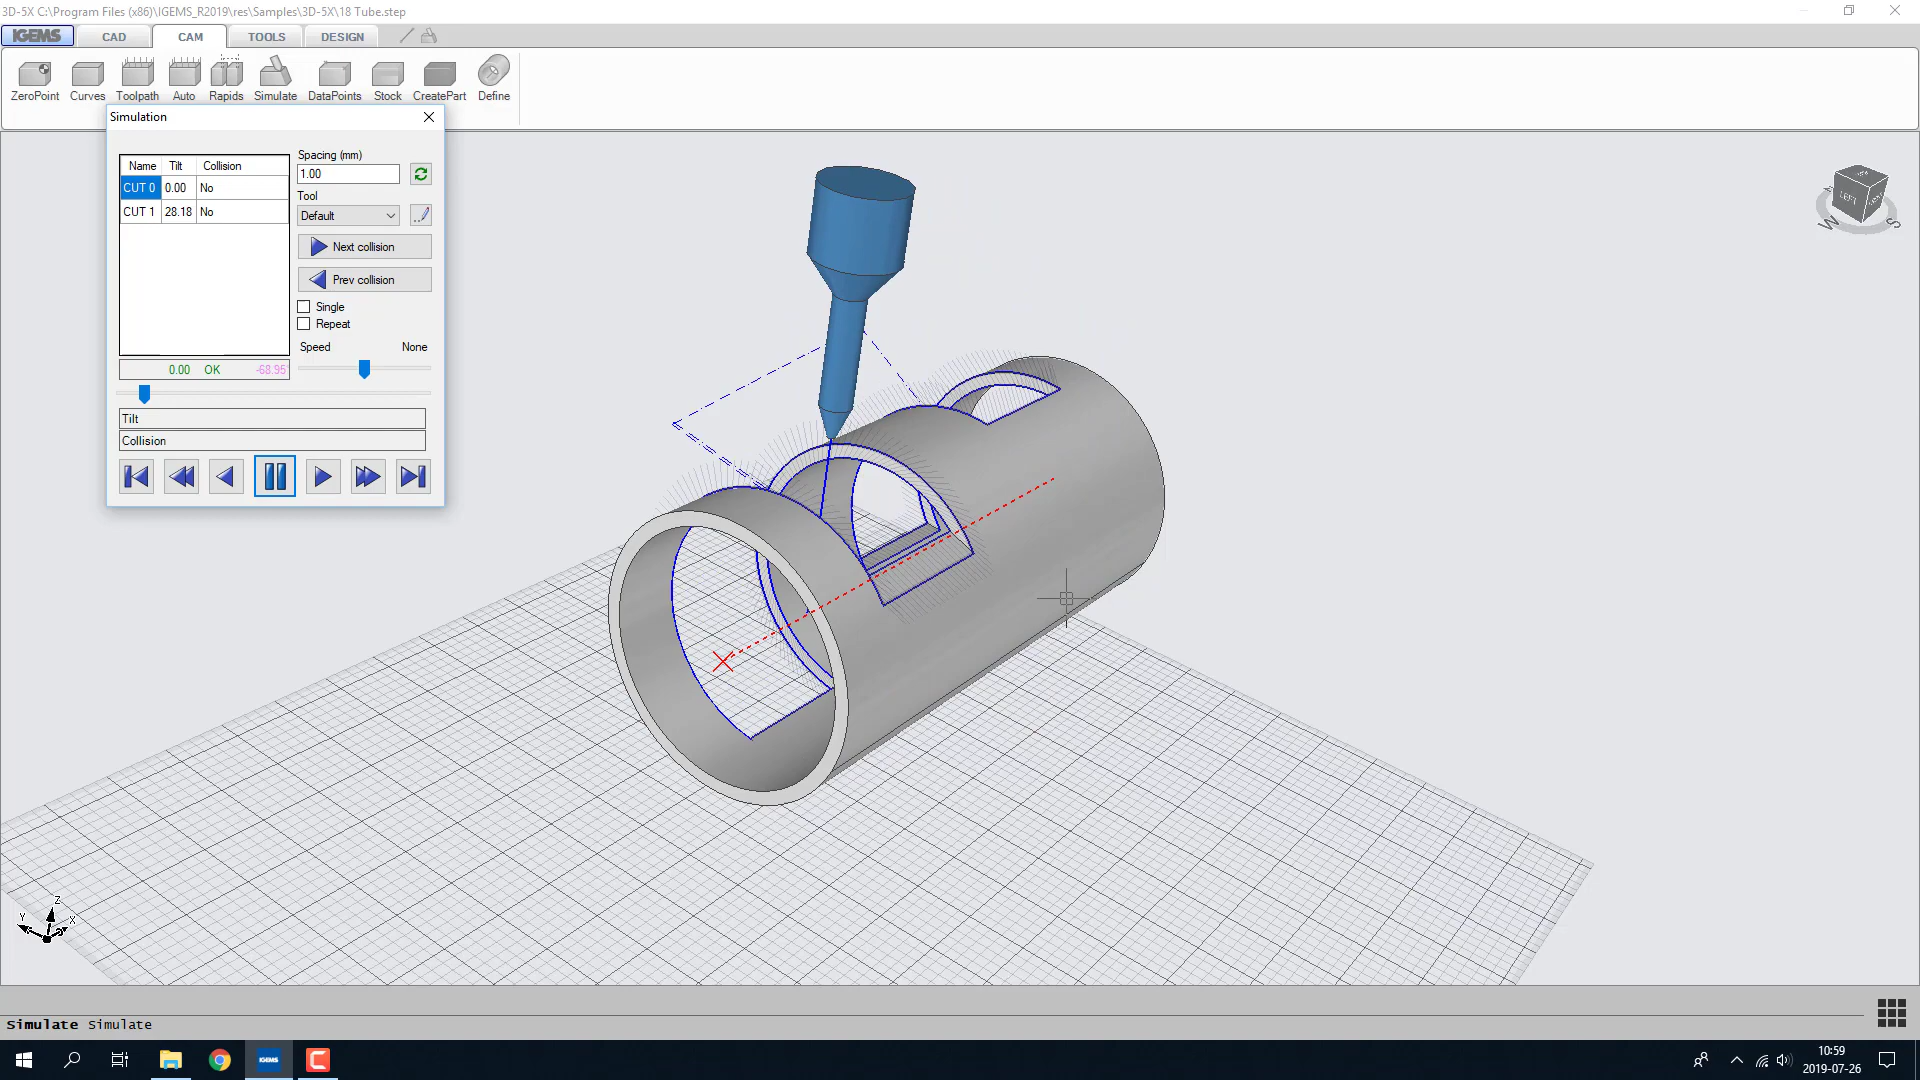 3D-5X C:\Program Files (x86)\IGEMS_R2019\res\Samples\3D-5X\18 Tube.step
IGEMS CAD CAM TOOLS DESIGN
ZeroPoint Curves Toolpath Auto Rapids Simulate DataPoints Stock CreatePart Define
Simulation
Name Tilt Collision
CUT 0 0.00 No
CUT 1 28.18 No
Spacing (mm)
1.00
Tool
Default
Next collision
Prev collision
Single
Repeat
Speed None
0.00 OK -68.95°
Tilt
Collision
LEFT
W S
Z
Y X
Simulate Simulate
IGEMS
10:59
2019-07-26